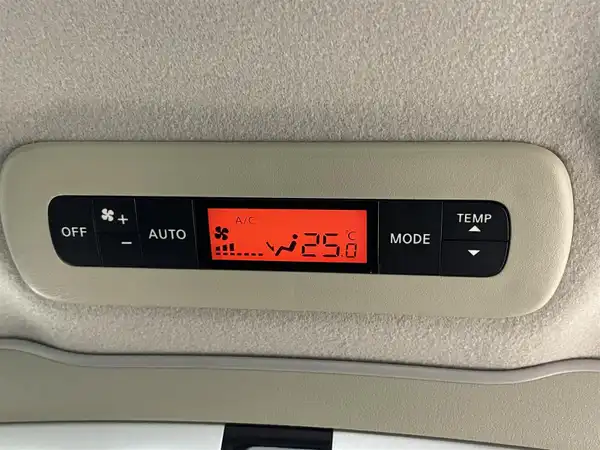 OFF
+
-
AUTO
A/C
25.0 °C
MODE
TEMP